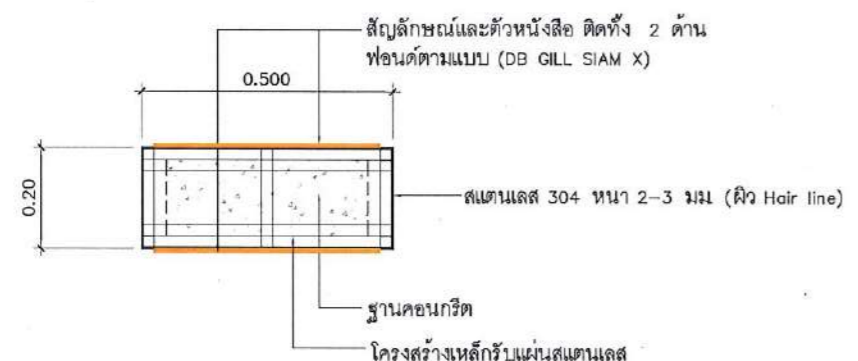 สัญลักษณ์และตัวหนังสือ ติดทั้ง 2 ด้าน
ฟอนต์ตามแบบ (DB GILL SIAM X)
0.500
0.20
สแตนเลส 304 หนา 2-3 มม. (ผิว Hair line)
ฐานคอนกรีต
โครงสร้างเหล็กรับแผ่นสแตนเลส